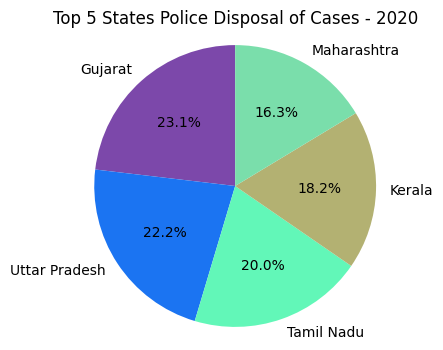 Top 5 States Police Disposal of Cases - 2020
Maharashtra
Gujarat
16.3%
23.1%
Kerala
18.2%
22.2%
20.0%
Uttar Pradesh
Tamil Nadu